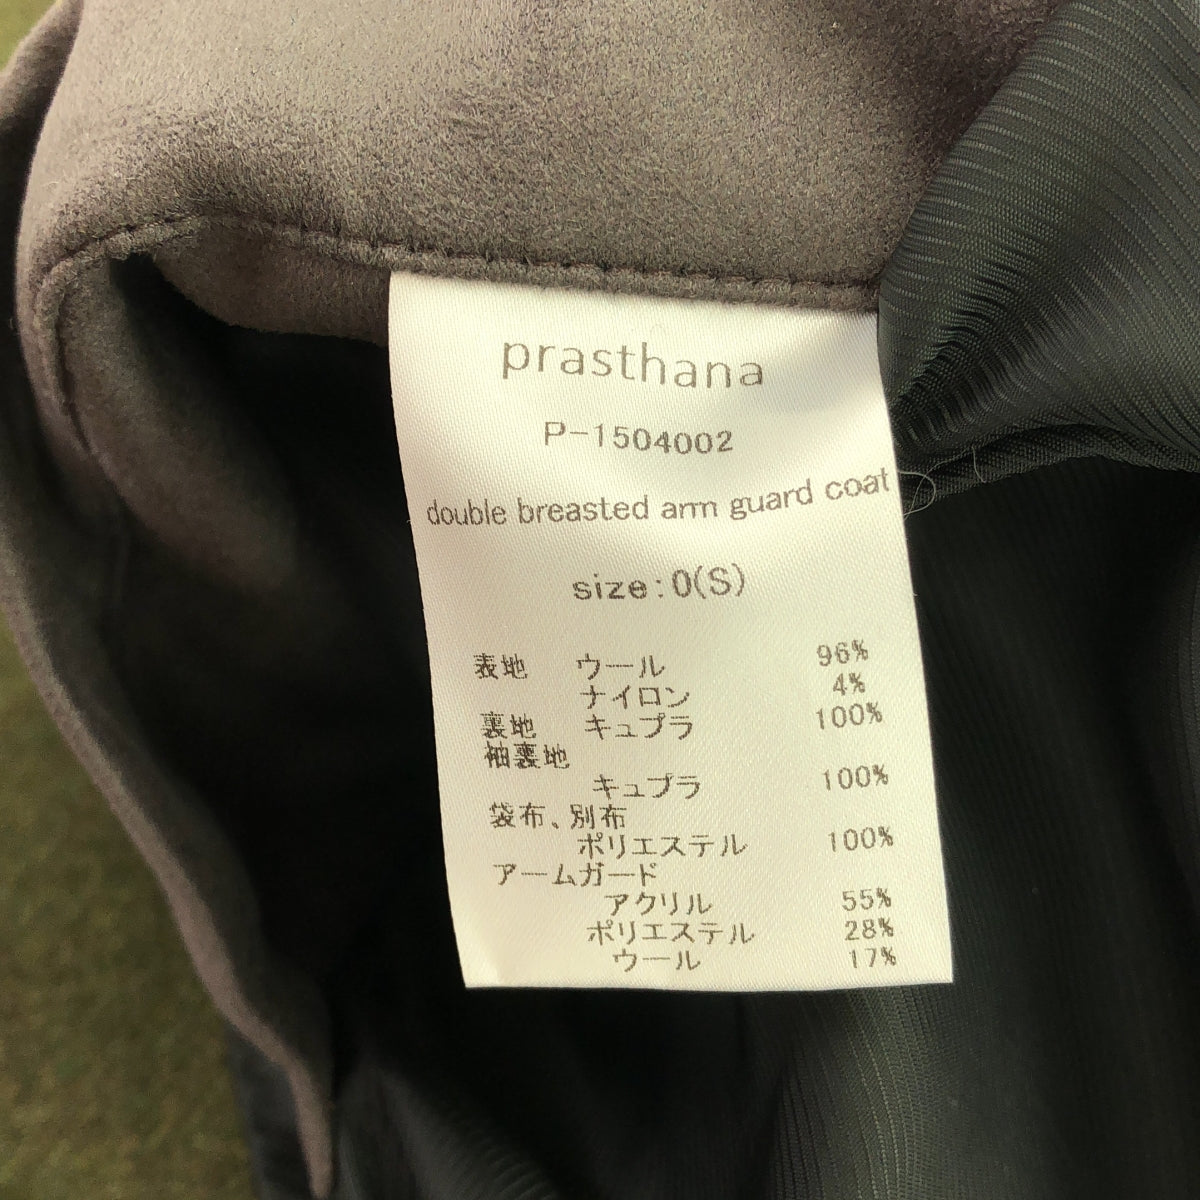 prasthana
P-1504002
double breasted arm guard coat
size:0(S)
表地 ウール 96%
ナイロン 4%
裏地 キュプラ 100%
袖裏地
キュプラ 100%
袋布、別布
ポリエステル 100%
アームガード
アクリル 55%
ポリエステル 28%
ウール 17%